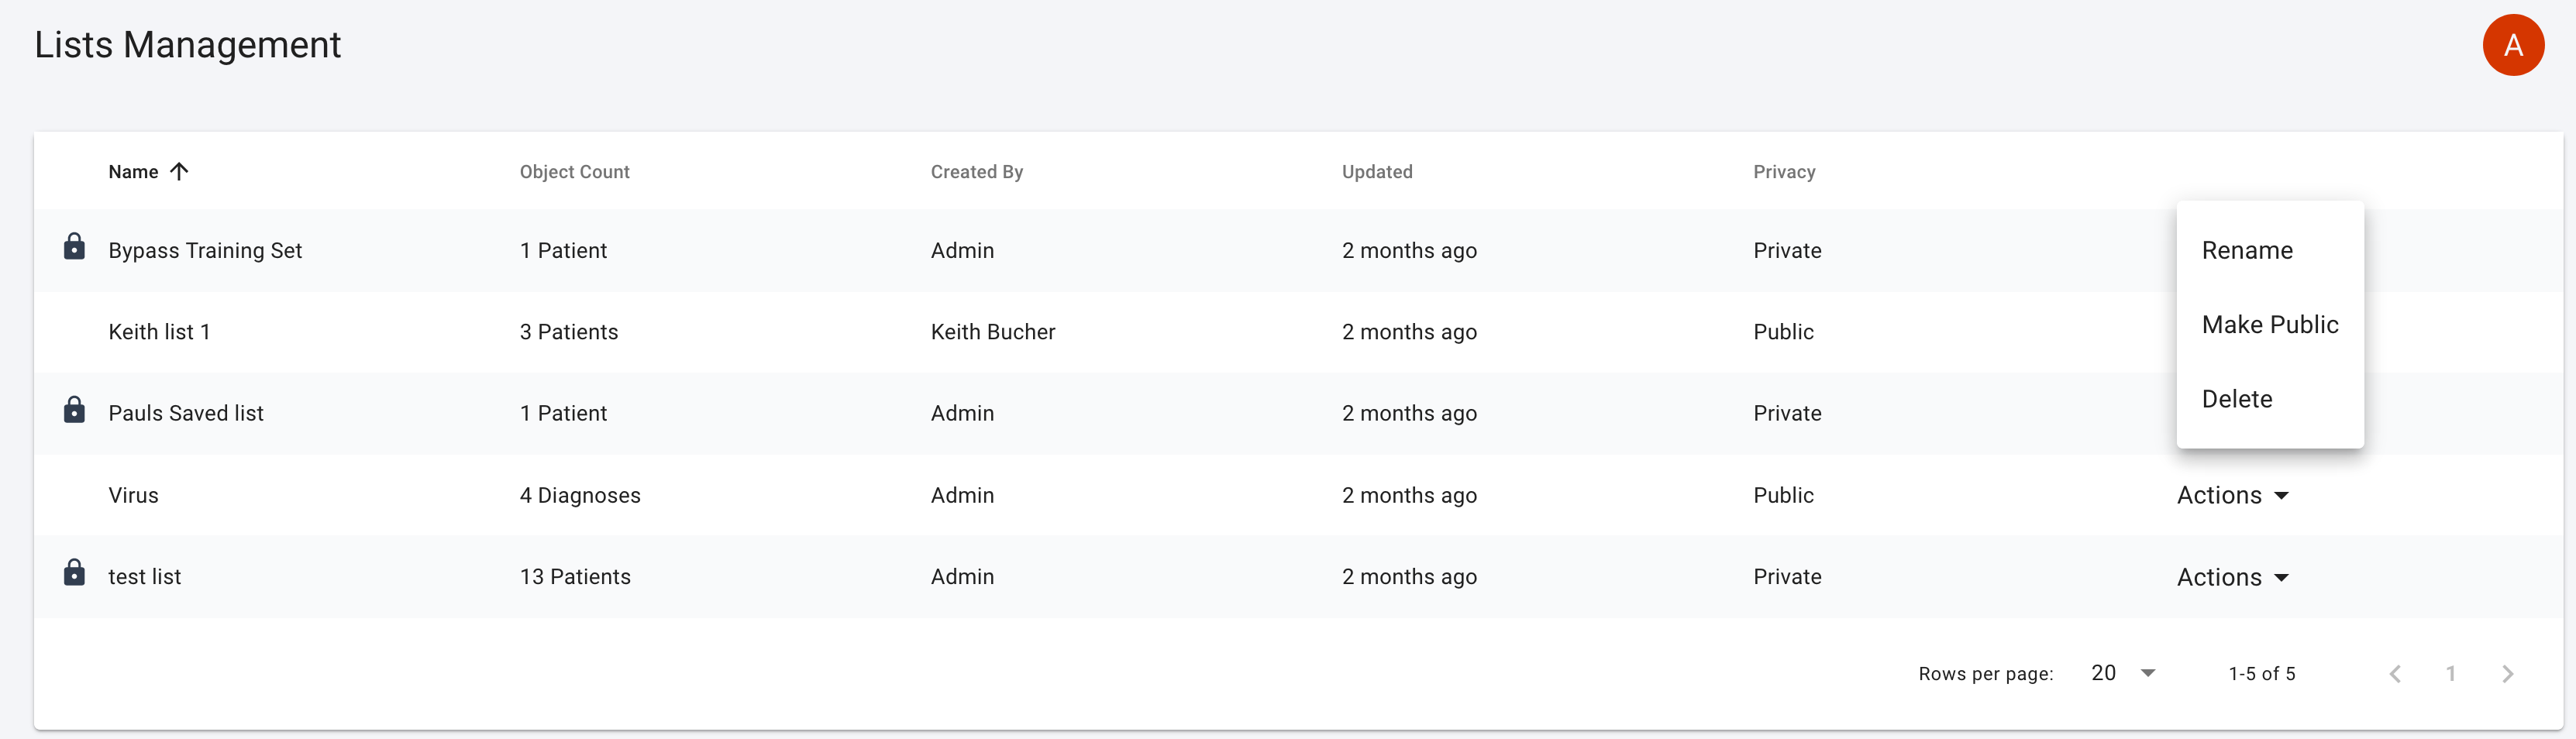 Lists Management
A
Name Object Count Created By Updated Privacy
Bypass Training Set 1 Patient Admin 2 months ago Private Rename
Keith list 1 3 Patients Keith Bucher 2 months ago Public Make Public
Pauls Saved list 1 Patient Admin 2 months ago Private Delete
Virus 4 Diagnoses Admin 2 months ago Public Actions
test list 13 Patients Admin 2 months ago Private Actions
Rows per page: 20 1-5 of 5 1